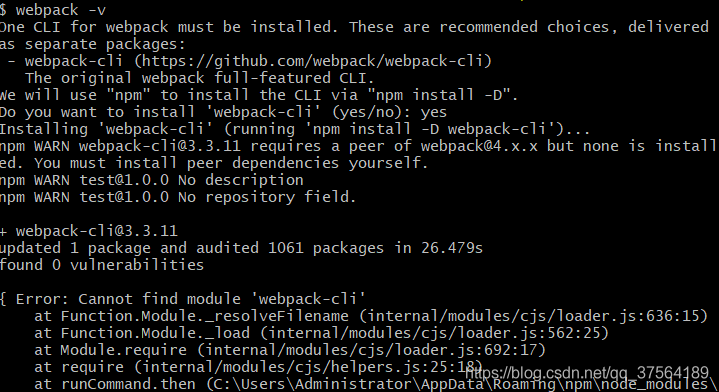 $ webpack -v
One CLI for webpack must be installed. These are recommended choices, delivered
as separate packages:
 - webpack-cli (https://github.com/webpack/webpack-cli)
   The original webpack full-featured CLI.
We will use "npm" to install the CLI via "npm install -D".
Do you want to install 'webpack-cli' (yes/no): yes
Installing 'webpack-cli' (running 'npm install -D webpack-cli')...
npm WARN webpack-cli@3.3.11 requires a peer of webpack@4.x.x but none is install
ed. You must install peer dependencies yourself.
npm WARN test@1.0.0 No description
npm WARN test@1.0.0 No repository field.
+ webpack-cli@3.3.11
updated 1 package and audited 1061 packages in 26.479s
found 0 vulnerabilities
{ Error: Cannot find module 'webpack-cli'
    at Function.Module._resolveFilename (internal/modules/cjs/loader.js:636:15)
    at Function.Module._load (internal/modules/cjs/loader.js:562:25)
    at Module.require (internal/modules/cjs/loader.js:692:17)
    at require (internal/modules/cjs/helpers.js:25:18)
https://blog.csdn.net/qq_37564189
    at runCommand.then (C:\Users\Administrator\AppData\Roaming\npm\node_modules\